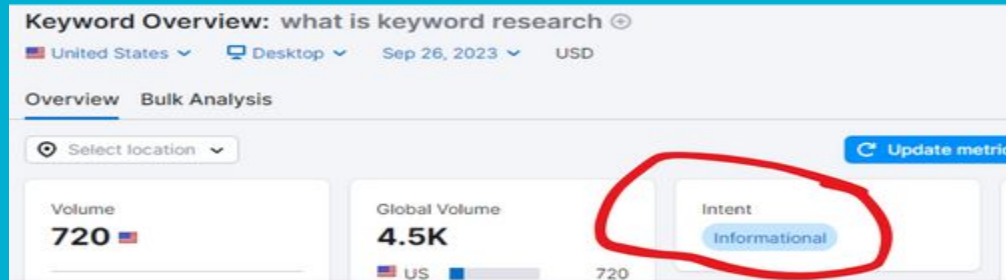 Keyword Overview: what is keyword research
United States Desktop Sep 26, 2023 USD
Overview Bulk Analysis
Select location
Update metric
Volume
720
Global Volume
4.5K
US 720
Intent
Informational